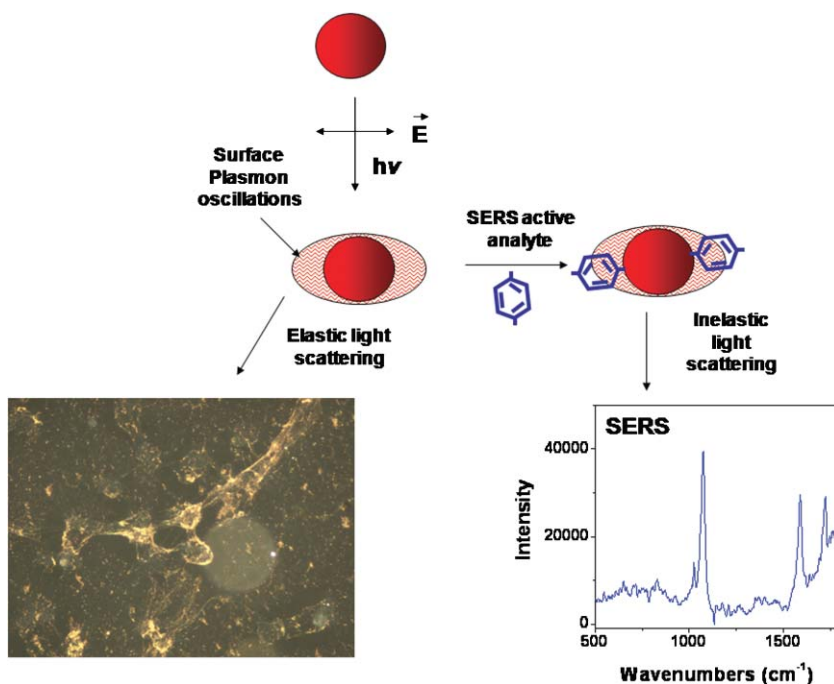 E
hν
Surface
Plasmon
oscillations
SERS active
analyte
Elastic light
scattering
Inelastic
light
scattering
SERS
40000
20000
0
Intensity
500
1000
1500
Wavenumbers (cm⁻¹)